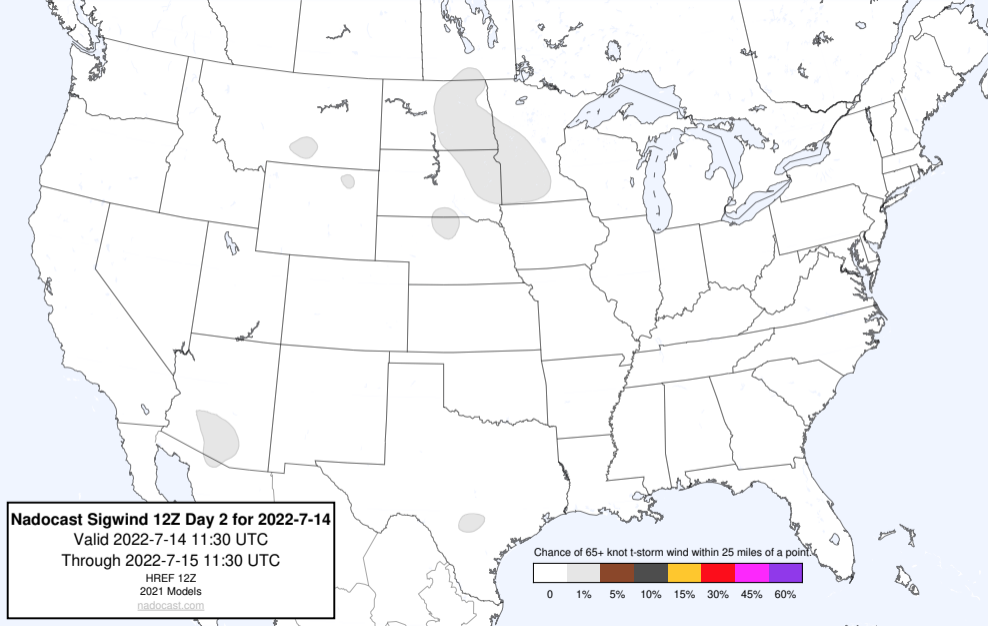 Nadocast Sigwind 12Z Day 2 for 2022-7-14
Valid 2022-7-14 11:30 UTC
Through 2022-7-15 11:30 UTC
HREF 12Z
2021 Models
nadocast.com
Chance of 65+ knot t-storm wind within 25 miles of a point.
0 1% 5% 10% 15% 30% 45% 60%